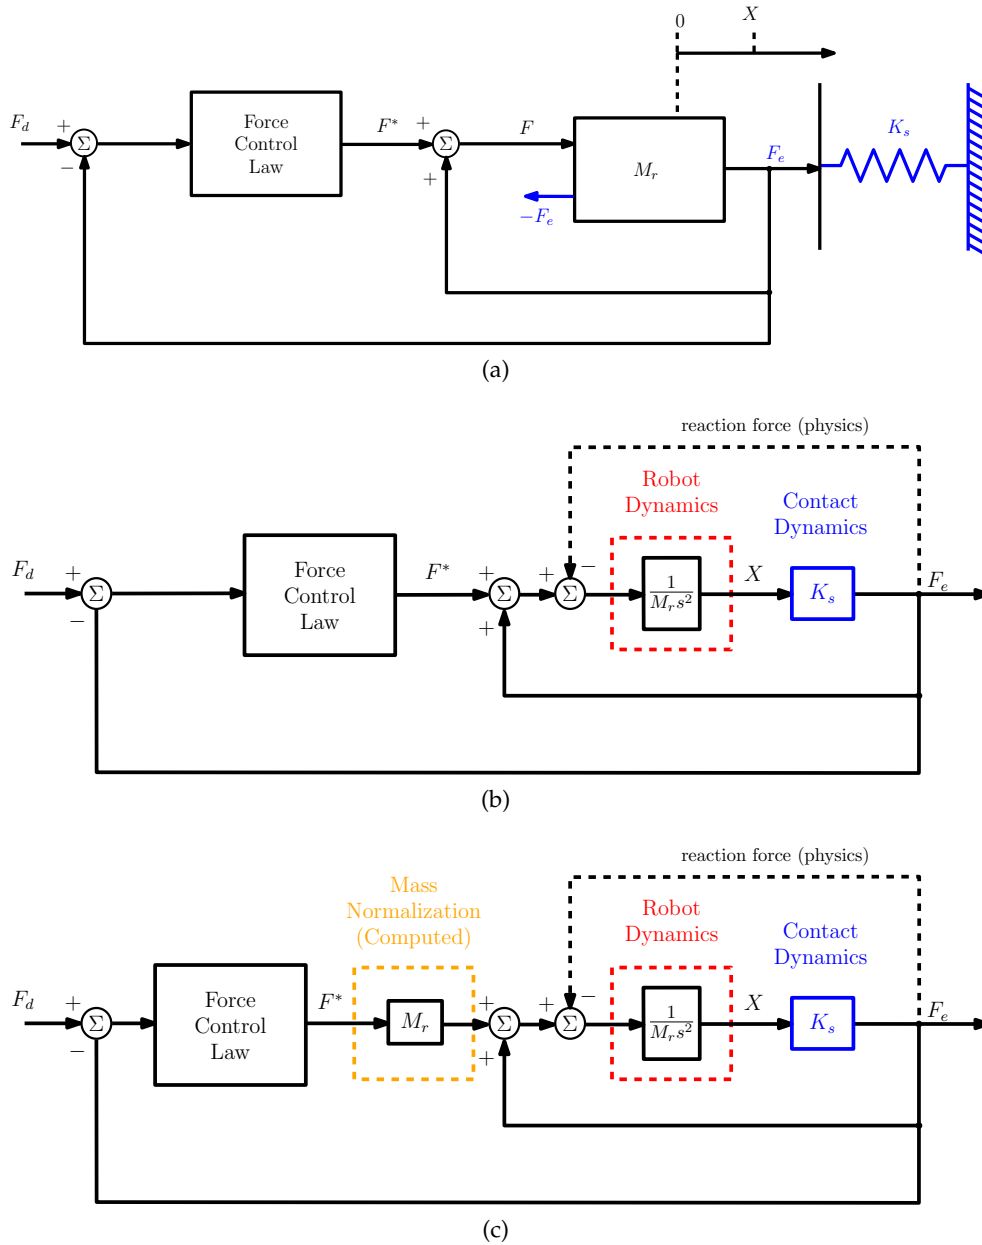 0
X
F_d
+
Σ
−
Force
Control
Law
F*
+
Σ
+
F
−F_e
M_r
F_e
K_s
(a)
reaction force (physics)
Robot
Dynamics
Contact
Dynamics
F_d
+
Σ
−
Force
Control
Law
F*
+
Σ
+
+
Σ
−
1
M_r s²
X
K_s
F_e
(b)
reaction force (physics)
Mass
Normalization
(Computed)
Robot
Dynamics
Contact
Dynamics
F_d
+
Σ
−
Force
Control
Law
F*
M_r
+
Σ
+
+
Σ
−
1
M_r s²
X
K_s
F_e
(c)